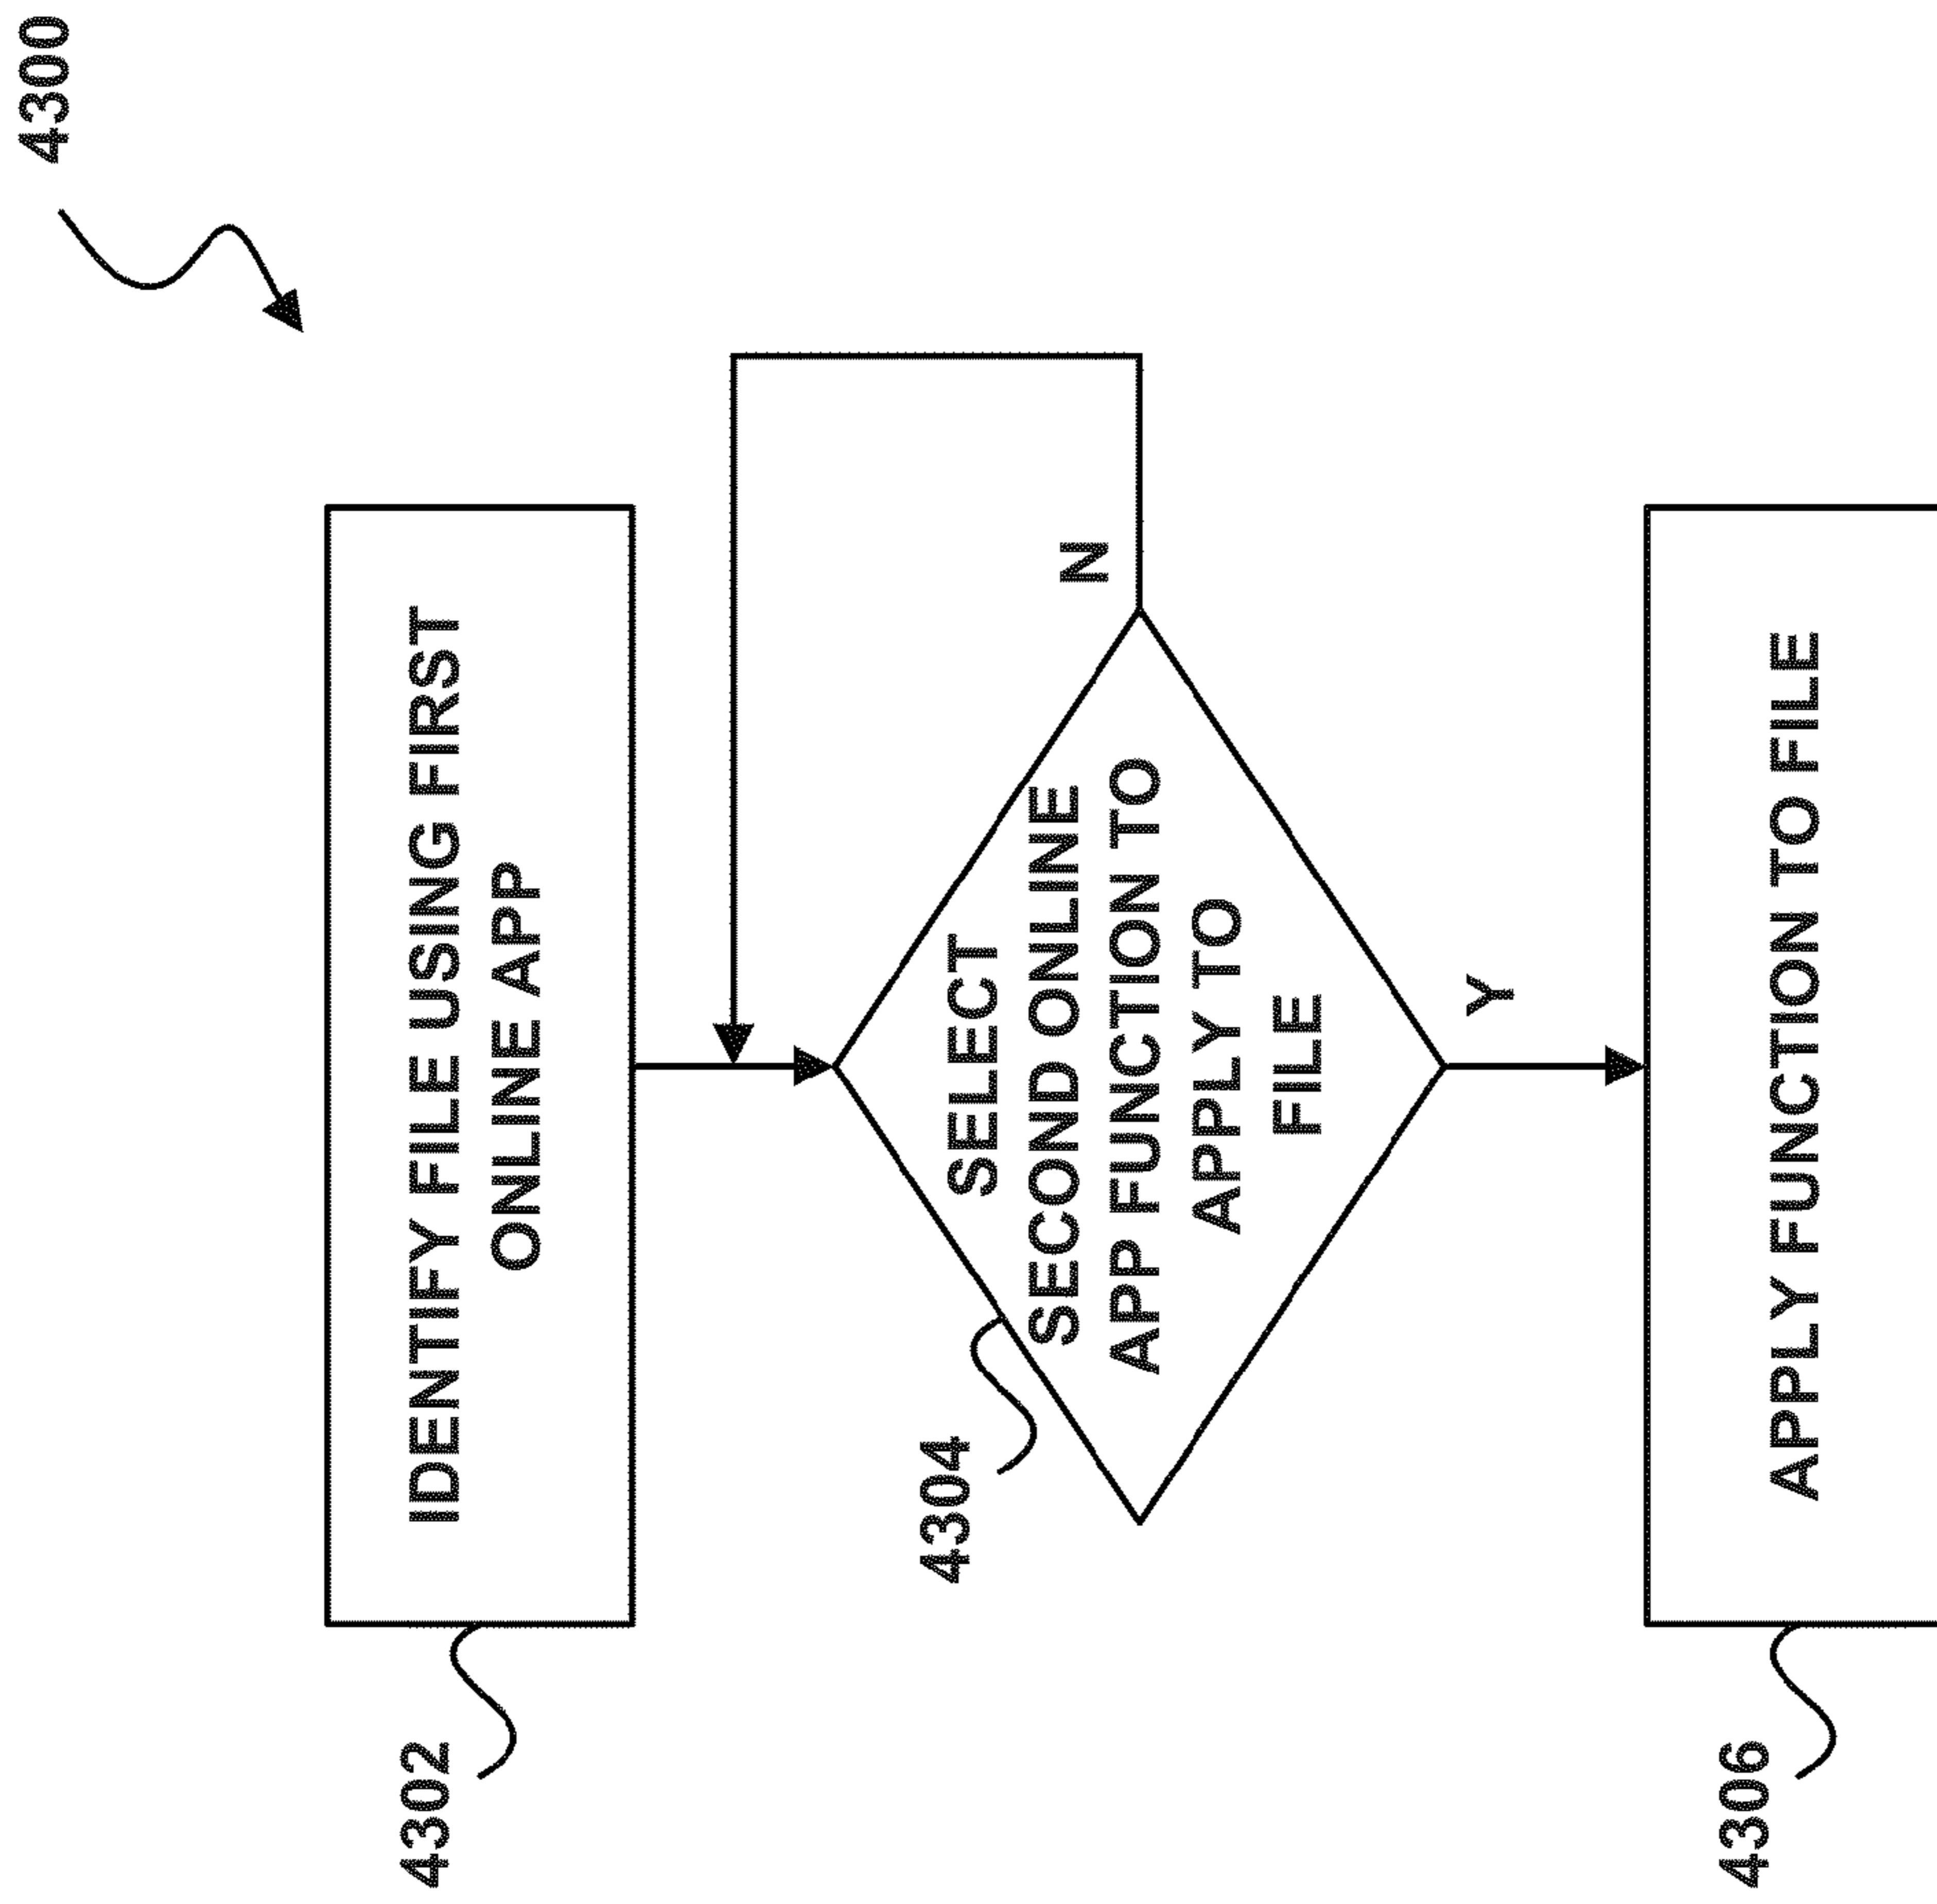 4300
4302
IDENTIFY FILE USING FIRST
ONLINE APP
4304
SELECT
SECOND ONLINE
APP FUNCTION TO
APPLY TO
FILE
N
Y
4306
APPLY FUNCTION TO FILE